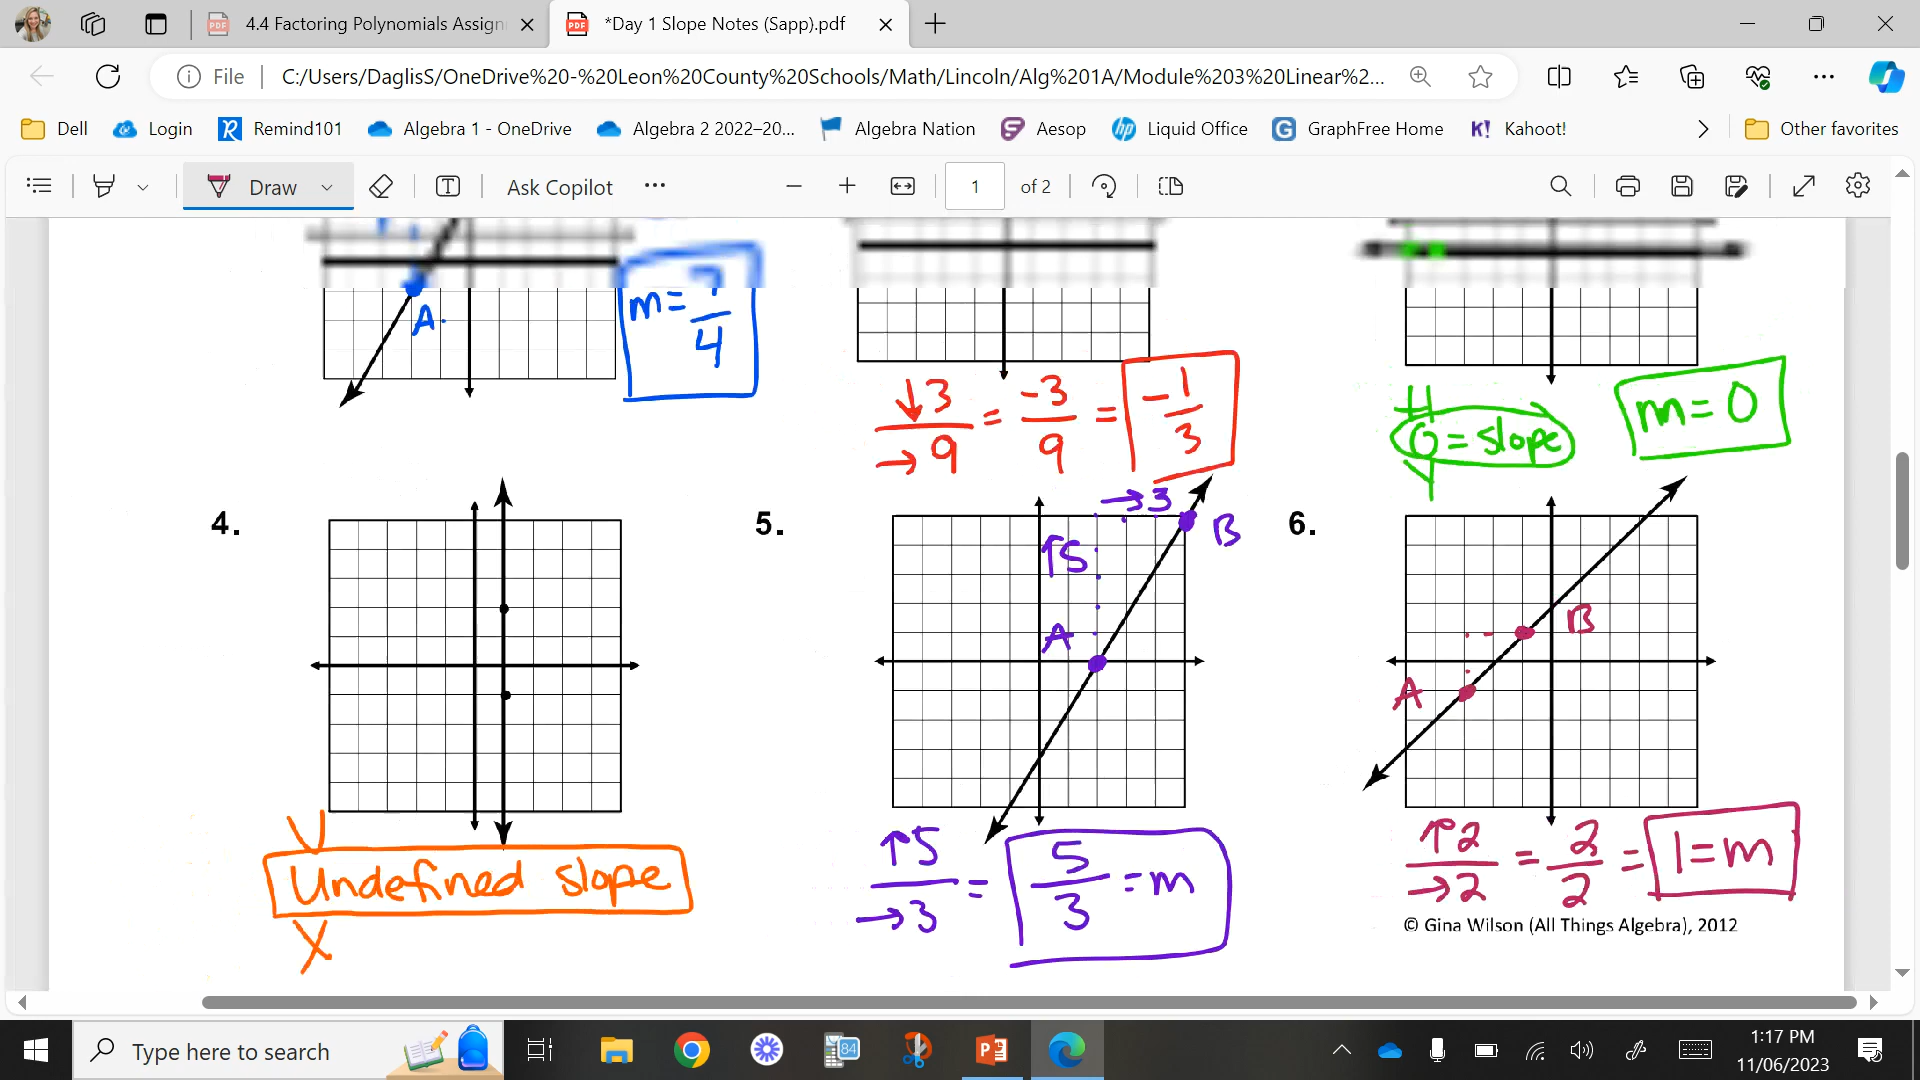 4.4 Factoring Polynomials Assign
*Day 1 Slope Notes (Sapp).pdf
File
C:/Users/DaglisS/OneDrive%20-%20Leon%20County%20Schools/Math/Lincoln/Alg%201A/Module%203%20Linear%2...
Dell
Login
Remind101
Algebra 1 - OneDrive
Algebra 2 2022–20...
Algebra Nation
Aesop
Liquid Office
GraphFree Home
Kahoot!
Other favorites
Draw
Ask Copilot
1 of 2
m = 7/4
A
↓3/→9 = -3/9 = -1/3
H
0 = slope
Y
m = 0
4.
V
Undefined slope
X
5.
→3
B
↑5
A
↑5/→3 = 5/3 = m
6.
B
A
↑2/→2 = 2/2 = 1 = m
© Gina Wilson (All Things Algebra), 2012
Type here to search
84
1:17 PM
11/06/2023